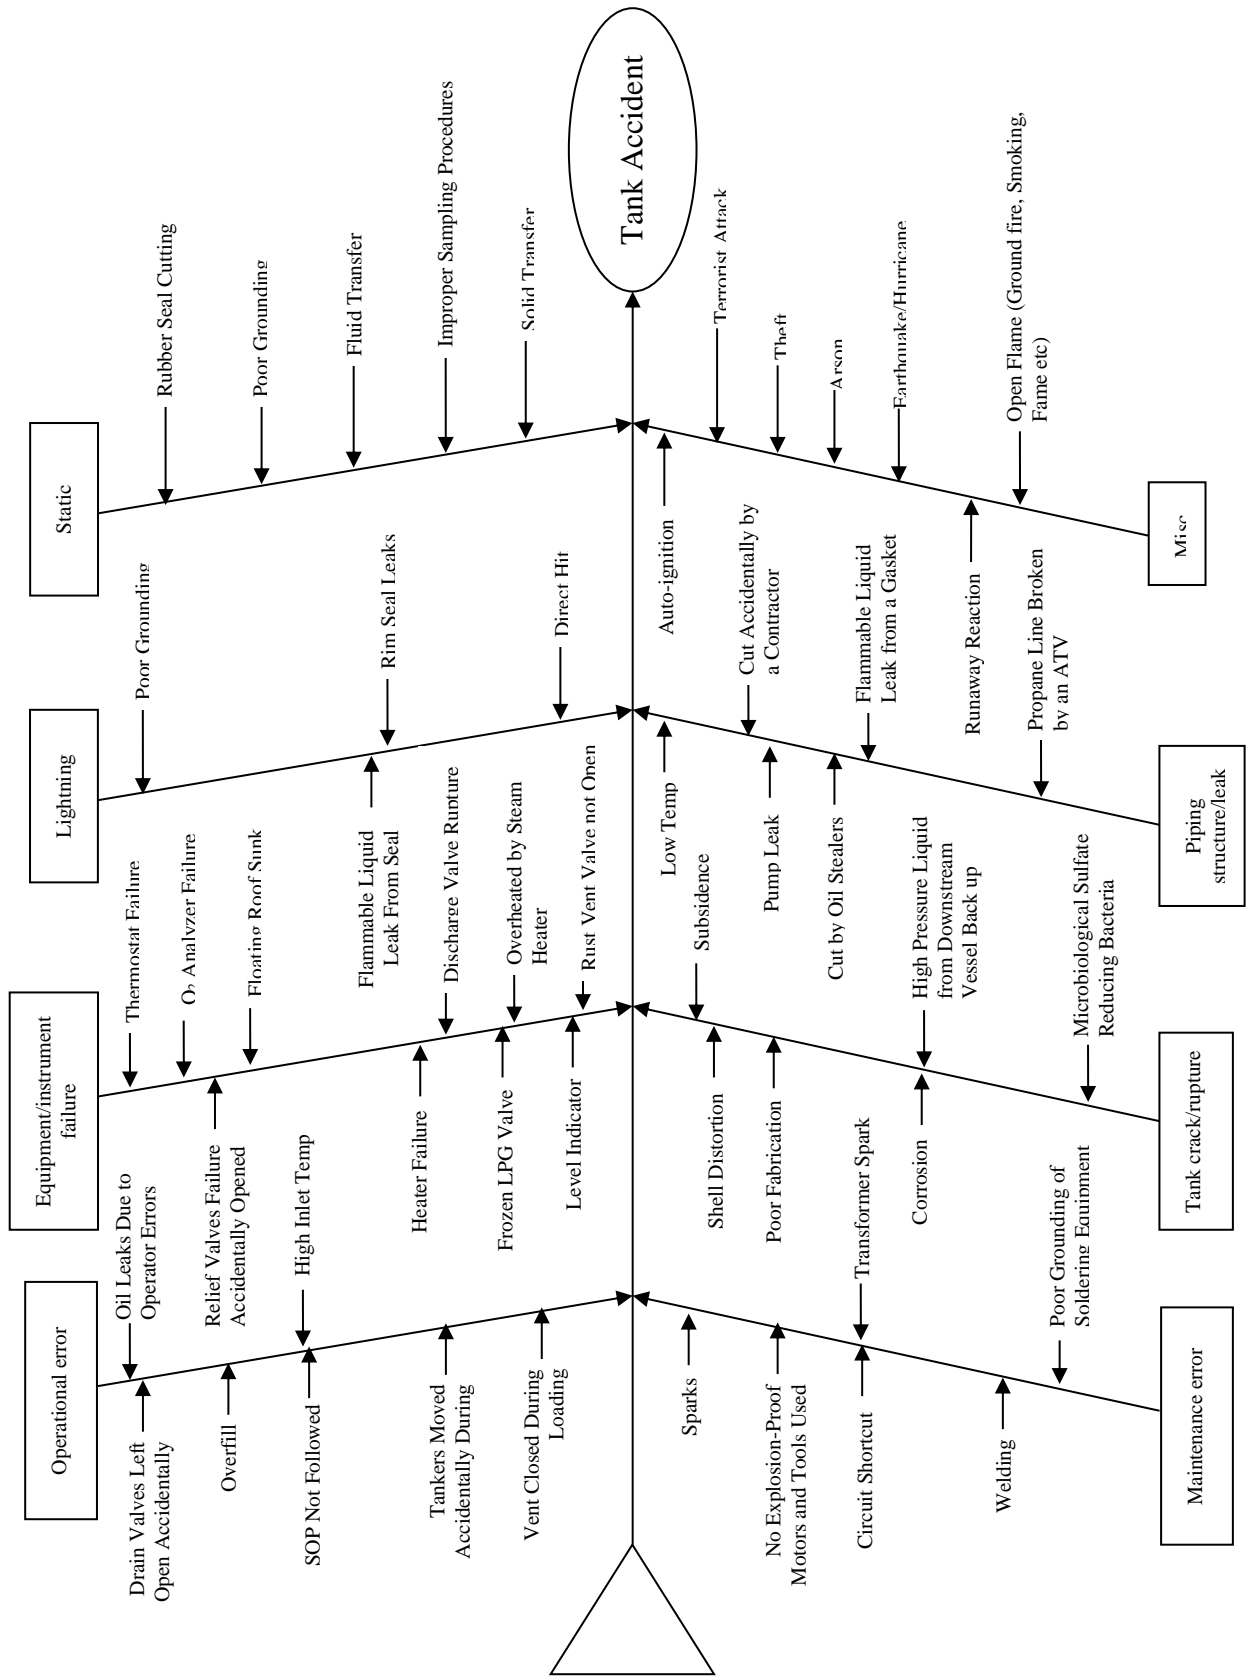 Operational error
Oil Leaks Due to
Operator Errors
Drain Valves Left
Open Accidentally
Overfill
High Inlet Temp
SOP Not Followed
Tankers Moved
Accidentally During
Vent Closed During
Loading
Equipment/instrument
failure
Thermostat Failure
O2 Analyzer Failure
Relief Valves Failure
Accidentally Opened
Floating Roof Sunk
Heater Failure
Discharge Valve Rupture
Frozen LPG Valve
Overheated by Steam
Heater
Level Indicator
Rust Vent Valve not Open
Lightning
Poor Grounding
Flammable Liquid
Leak From Seal
Rim Seal Leaks
Direct Hit
Static
Rubber Seal Cutting
Poor Grounding
Fluid Transfer
Improper Sampling Procedures
Solid Transfer
Tank Accident
Maintenance error
Sparks
No Explosion-Proof
Motors and Tools Used
Transformer Spark
Circuit Shortcut
Welding
Poor Grounding of
Soldering Equipment
Tank crack/rupture
Subsidence
Shell Distortion
Poor Fabrication
High Pressure Liquid
from Downstream
Vessel Back up
Corrosion
Microbiological Sulfate
Reducing Bacteria
Piping
structure/leak
Low Temp
Cut Accidentally by
a Contractor
Pump Leak
Cut by Oil Stealers
Flammable Liquid
Leak from a Gasket
Propane Line Broken
by an ATV
Misc
Auto-ignition
Terrorist Attack
Theft
Arson
Earthquake/Hurricane
Runaway Reaction
Open Flame (Ground fire, Smoking,
Fame etc)